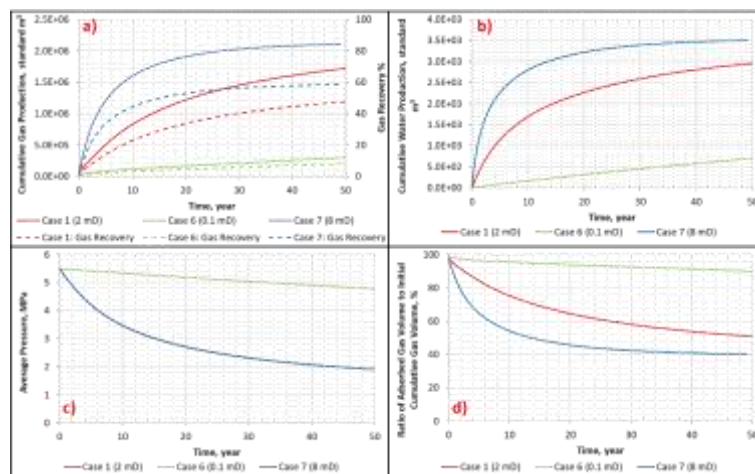 a)
Cumulative Gas Production, standard m³
2.5E+06
2.0E+06
1.5E+06
1.0E+06
5.0E+05
0.0E+00
100
80
60
40
20
0
Gas Recovery %
0 10 20 30 40 50
Time, year
Case 1 (2 mD) Case 6 (0.1 mD) Case 7 (8 mD)
Case 1: Gas Recovery Case 6: Gas Recovery Case 7: Gas Recovery
b)
Cumulative Water Production, standard
m³
4.0E+03
3.5E+03
3.0E+03
2.5E+03
2.0E+03
1.5E+03
1.0E+03
5.0E+02
0.0E+00
0 10 20 30 40 50
Time, year
Case 1 (2 mD) Case 6 (0.1 mD) Case 7 (8 mD)
c)
Average Pressure, MPa
6
5
4
3
2
1
0
0 10 20 30 40 50
Time, year
Case 1 (2 mD) Case 6 (0.1 mD) Case 7 (8 mD)
d)
Ratio of Adsorbed Gas Volume to Initial
Cumulative Gas Volume, %
100
80
60
40
20
0
0 10 20 30 40 50
Time, year
Case 1 (2 mD) Case 6 (0.1 mD) Case 7 (8 mD)